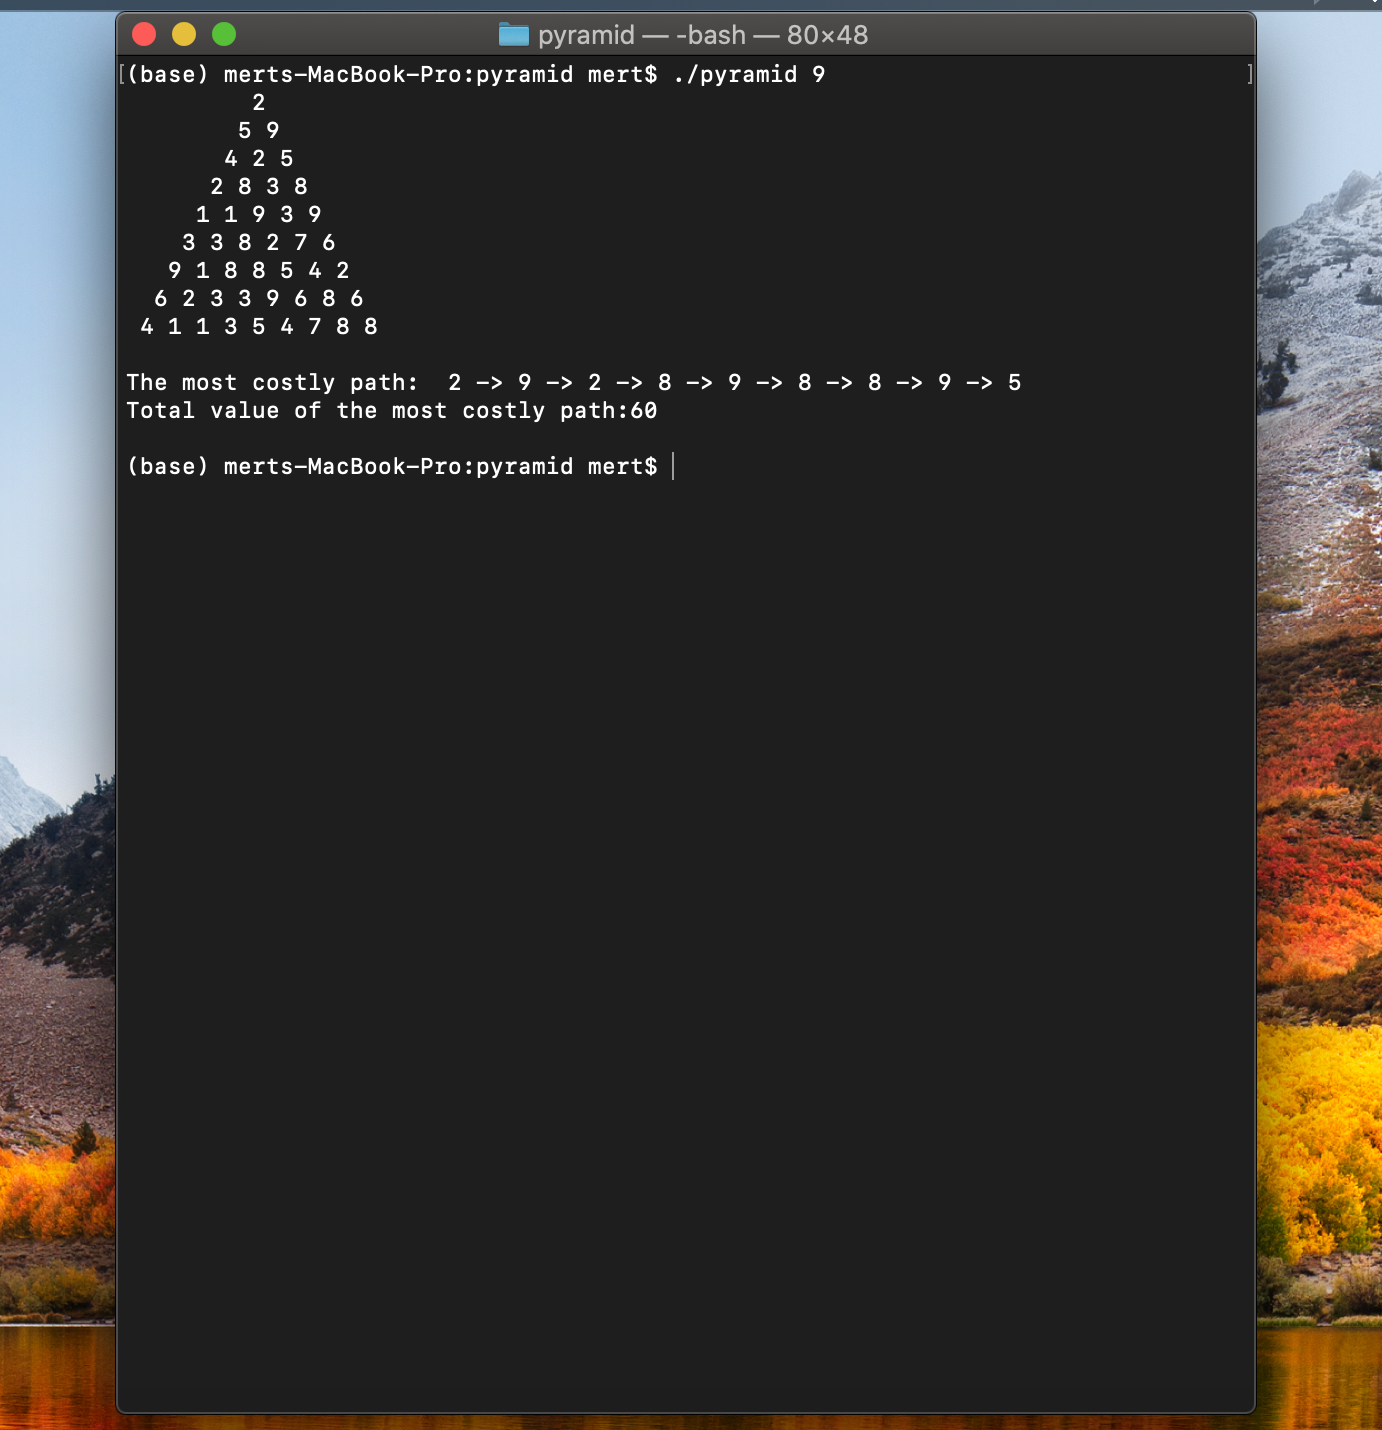 pyramid — -bash — 80×48
[(base) merts-MacBook-Pro:pyramid mert$ ./pyramid 9 ]
2
5 9
4 2 5
2 8 3 8
1 1 9 3 9
3 3 8 2 7 6
9 1 8 8 5 4 2
6 2 3 3 9 6 8 6
4 1 1 3 5 4 7 8 8
The most costly path:  2 -> 9 -> 2 -> 8 -> 9 -> 8 -> 8 -> 9 -> 5
Total value of the most costly path:60
(base) merts-MacBook-Pro:pyramid mert$